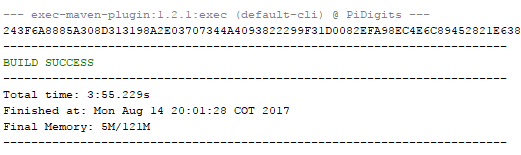 --- exec-maven-plugin:1.2.1:exec (default-cli) @ PiDigits ---
243F6A8885A308D313198A2E03707344A4093822299F31D0082EFA98EC4E6C89452821E638
------------------------------------------------------------------------
BUILD SUCCESS
------------------------------------------------------------------------
Total time: 3:55.229s
Finished at: Mon Aug 14 20:01:28 COT 2017
Final Memory: 5M/121M
------------------------------------------------------------------------